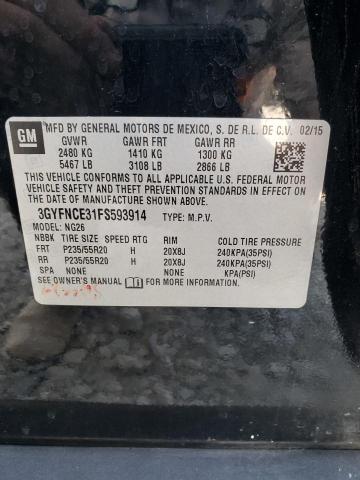 GM MFD BY GENERAL MOTORS DE MEXICO, S. DE R.L. DE C.V. 02/15
GVWR GAWR FRT GAWR RR
2480 KG 1410 KG 1300 KG
5467 LB 3108 LB 2866 LB
THIS VEHICLE CONFORMS TO ALL APPLICABLE U.S. FEDERAL MOTOR
VEHICLE SAFETY, BUMPER, AND THEFT PREVENTION STANDARDS IN EFFECT
ON THE DATE OF MANUFACTURE SHOWN ABOVE.
3GYFNCE31FS593914 TYPE: M.P.V.
MODEL: NG26
NBBK TIRE SIZE SPEED RTG RIM COLD TIRE PRESSURE
FRT P235/55R20 H 20X8J 240KPA(35PSI)
RR P235/55R20 H 20X8J 240KPA(35PSI)
SPA NONE NONE KPA(PSI)
SEE OWNER'S MANUAL FOR MORE INFORMATION.